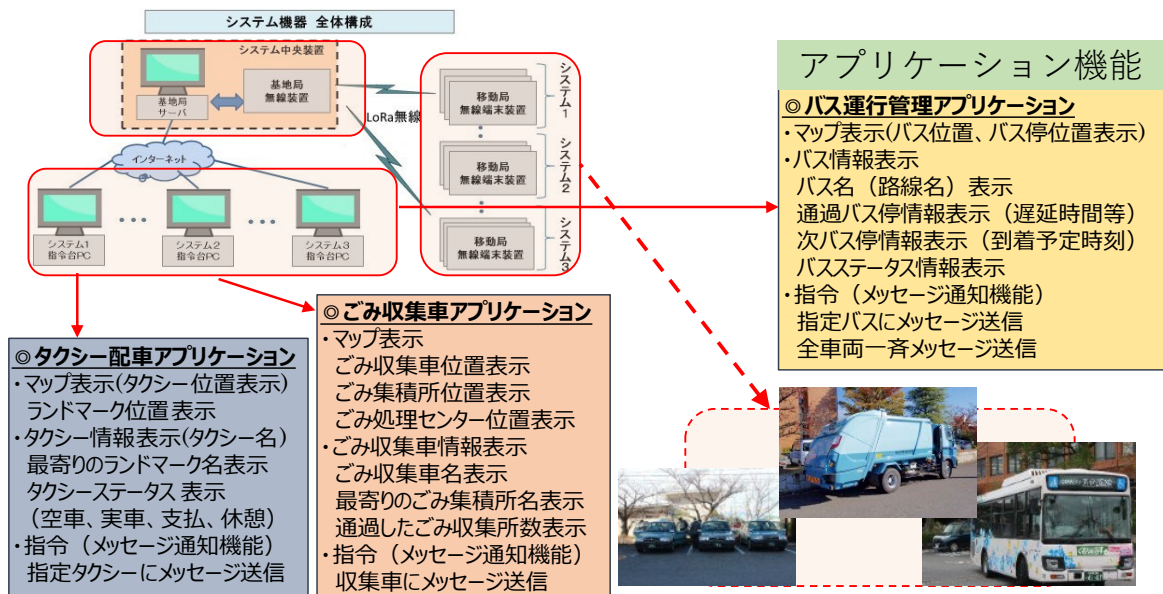 システム機器 全体構成
システム中央装置
基地局
サーバ
基地局
無線装置
LoRa無線
インターネット
システム1
指令台PC
システム2
指令台PC
システム3
指令台PC
移動局
無線端末装置
システム1
移動局
無線端末装置
システム2
移動局
無線端末装置
システム3
アプリケーション機能
◎バス運行管理アプリケーション
・マップ表示(バス位置、バス停位置表示)
・バス情報表示
バス名（路線名）表示
通過バス停情報表示（遅延時間等）
次バス停情報表示（到着予定時刻）
バスステータス情報表示
・指令（メッセージ通知機能）
指定バスにメッセージ送信
全車両一斉メッセージ送信
◎タクシー配車アプリケーション
・マップ表示(タクシー位置表示)
ランドマーク位置表示
・タクシー情報表示(タクシー名)
最寄りのランドマーク名表示
タクシーステータス 表示
（空車、実車、支払、休憩）
・指令（メッセージ通知機能）
指定タクシーにメッセージ送信
◎ごみ収集車アプリケーション
・マップ表示
ごみ収集車位置表示
ごみ集積所位置表示
ごみ処理センター位置表示
・ごみ収集車情報表示
ごみ収集車名表示
最寄りのごみ集積所名表示
通過したごみ収集所数表示
・指令（メッセージ通知機能）
収集車にメッセージ送信